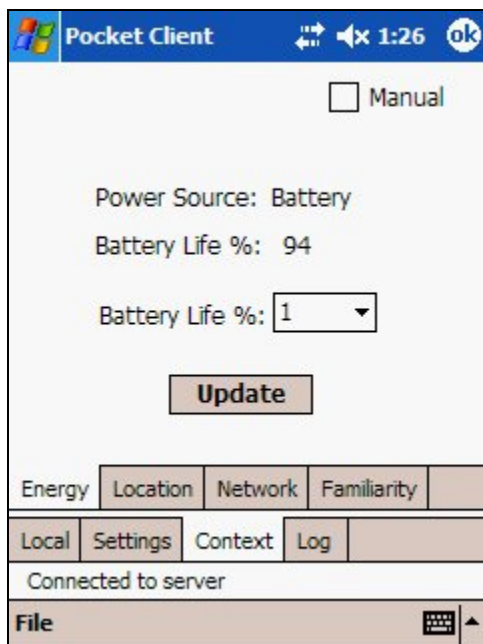 Pocket Client 1:26 ok
Manual
Power Source: Battery
Battery Life %: 94
Battery Life %: 1
Update
Energy Location Network Familiarity
Local Settings Context Log
Connected to server
File